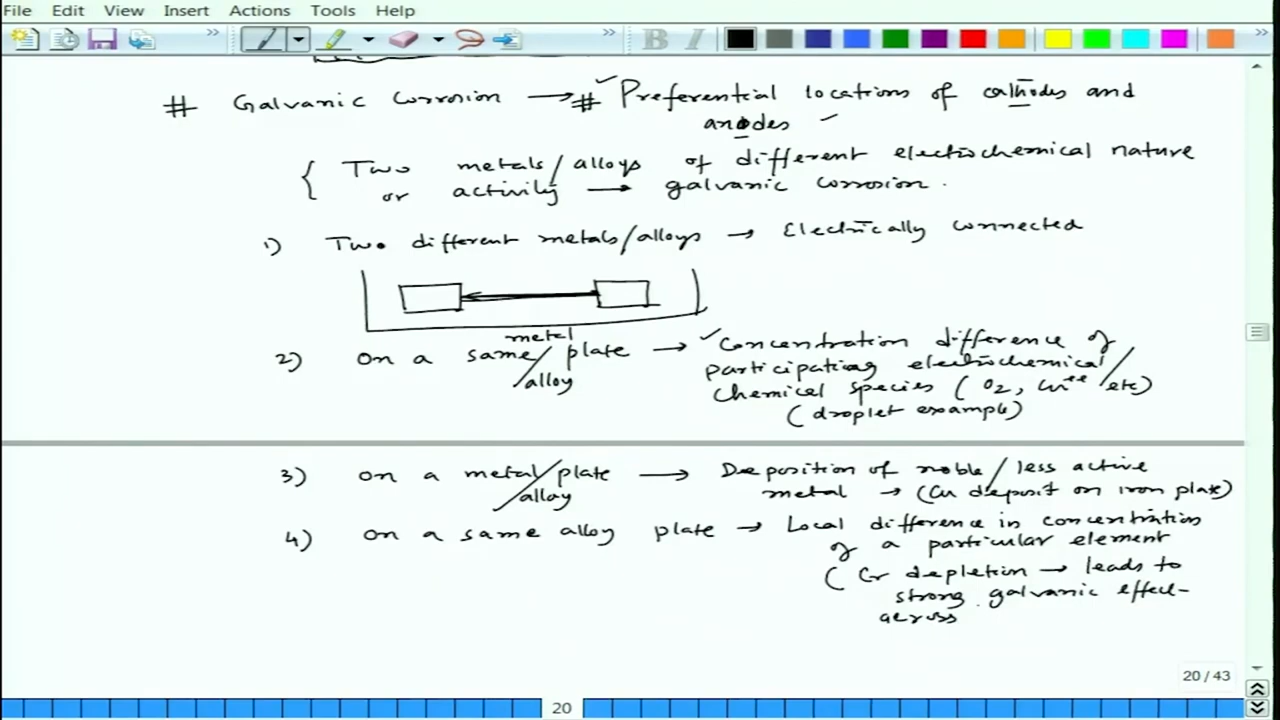 File Edit View Insert Actions Tools Help
# Galvanic Corrosion → # Preferential locations of cathodes and
anodes
{ Two metals/alloys of different electrochemical nature
or activity → galvanic corrosion.
1) Two different metals/alloys → Electrically connected
2) On a same metal/alloy plate → Concentration difference of
participating electrochemical/
chemical species (O2, Cu++ etc)
(droplet example)
3) On a metal/alloy plate → Deposition of noble/less active
metal → (Cu deposit on iron plate)
4) On a same alloy plate → Local difference in concentration
of a particular element
( Cr depletion → leads to
strong galvanic effect
across
20 / 43
20